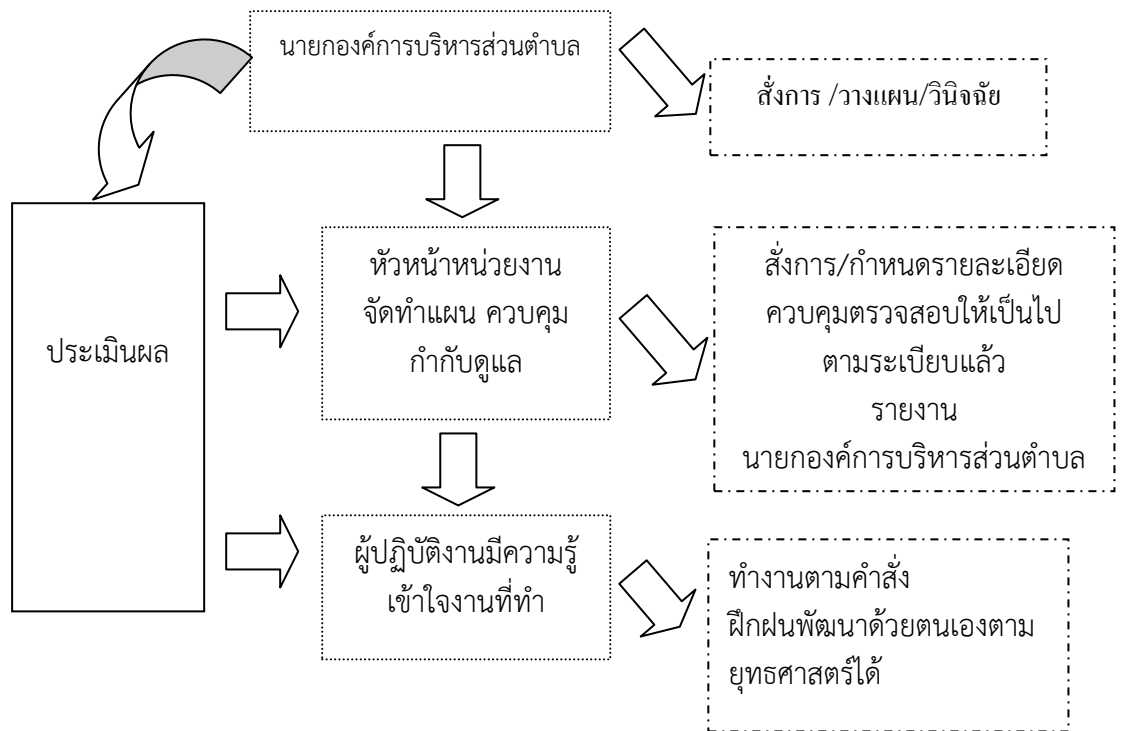 นายกองค์การบริหารส่วนตำบล
สั่งการ /วางแผน/วินิจฉัย
ประเมินผล
หัวหน้าหน่วยงาน
จัดทำแผน ควบคุม
กำกับดูแล
สั่งการ/กำหนดรายละเอียด
ควบคุมตรวจสอบให้เป็นไป
ตามระเบียบแล้ว
รายงาน
นายกองค์การบริหารส่วนตำบล
ผู้ปฏิบัติงานมีความรู้
เข้าใจงานที่ทำ
ทำงานตามคำสั่ง
ฝึกฝนพัฒนาด้วยตนเองตาม
ยุทธศาสตร์ได้